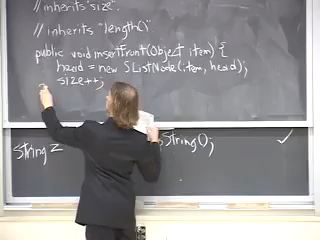 // inherits "size".
// inherits "length()"
public void insertFront(Object item) {
head = new SListNode(item, head);
size++;
String z
String();